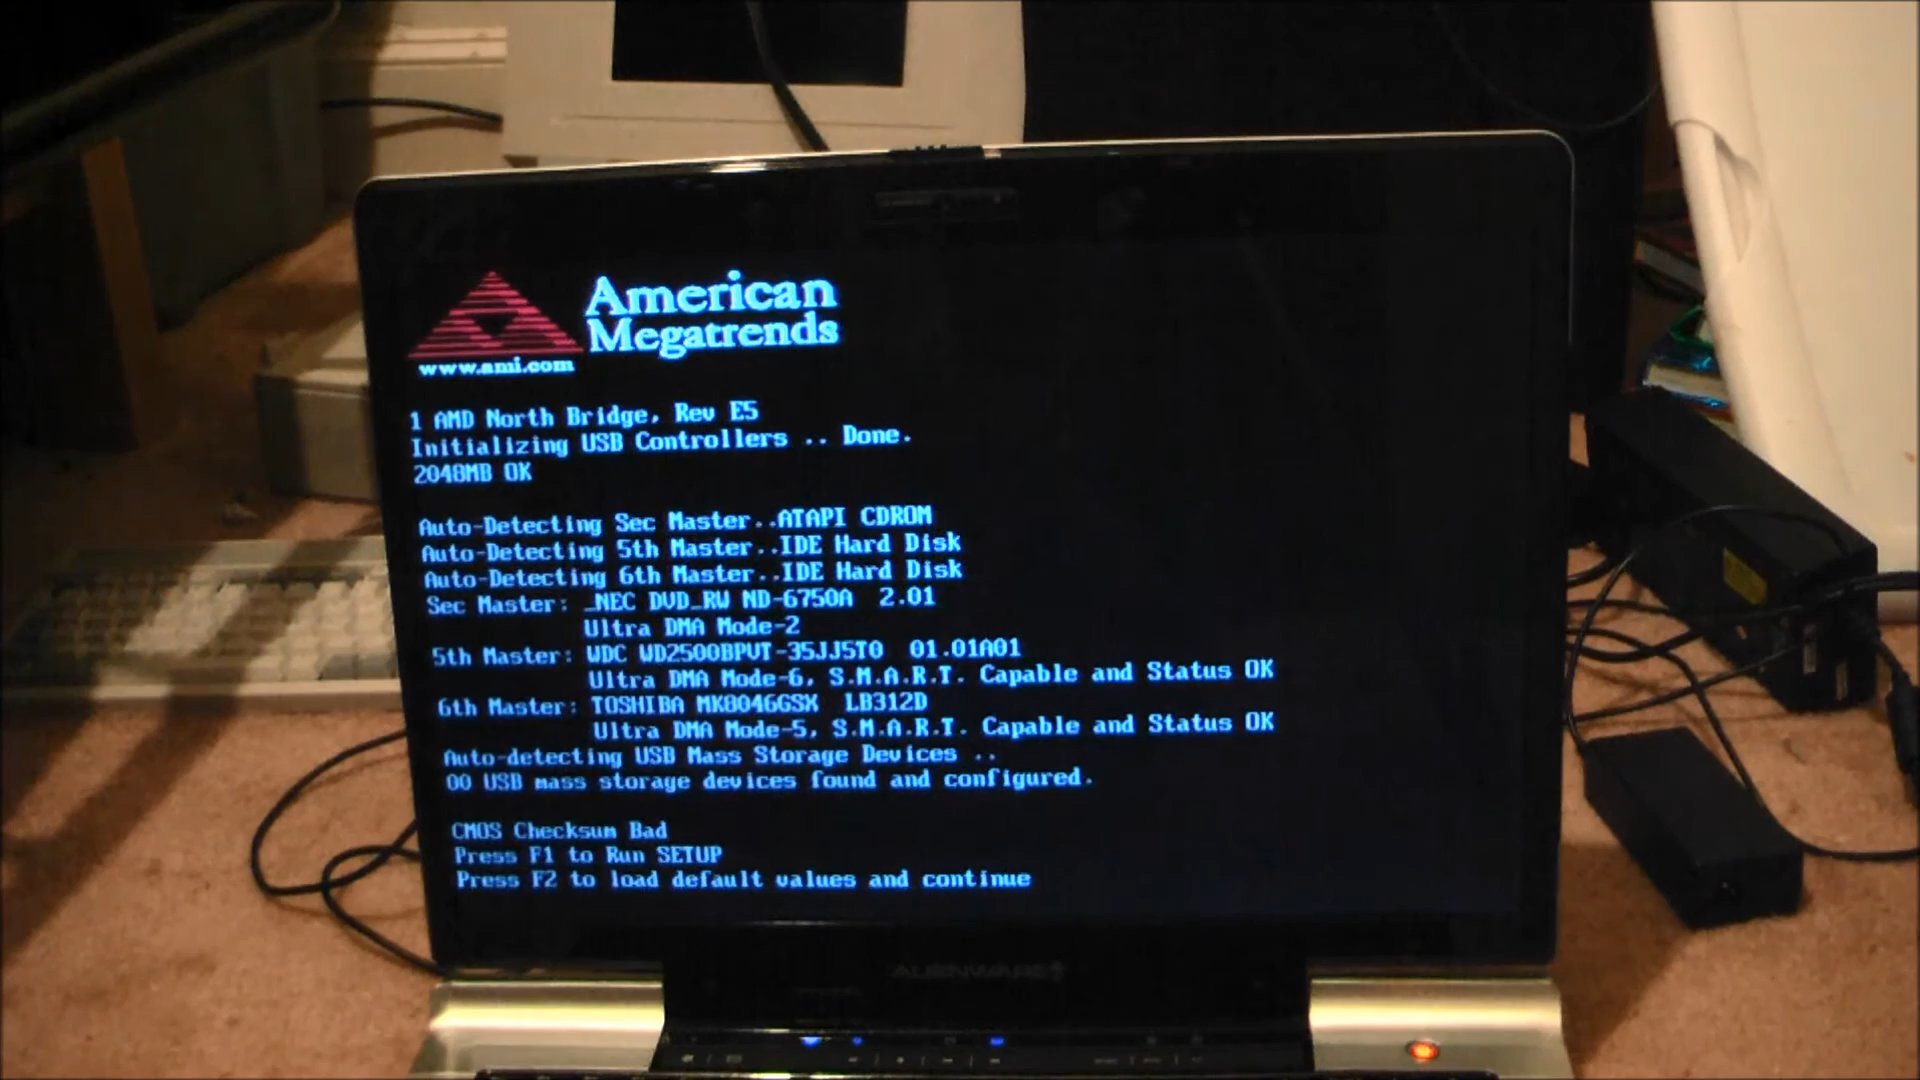 American
Megatrends
www.ami.com
1 AMD North Bridge, Rev E5
Initializing USB Controllers .. Done.
2048MB OK
Auto-Detecting Sec Master..ATAPI CDROM
Auto-Detecting 5th Master..IDE Hard Disk
Auto-Detecting 6th Master..IDE Hard Disk
Sec Master: _NEC DVD_RW ND-6750A 2.01
Ultra DMA Mode-2
5th Master: WDC WD2500BPVT-35JJ5T0 01.01A01
Ultra DMA Mode-6, S.M.A.R.T. Capable and Status OK
6th Master: TOSHIBA MK8046GSX LB312D
Ultra DMA Mode-5, S.M.A.R.T. Capable and Status OK
Auto-detecting USB Mass Storage Devices ..
00 USB mass storage devices found and configured.
CMOS Checksum Bad
Press F1 to Run SETUP
Press F2 to load default values and continue
ALIENWARE